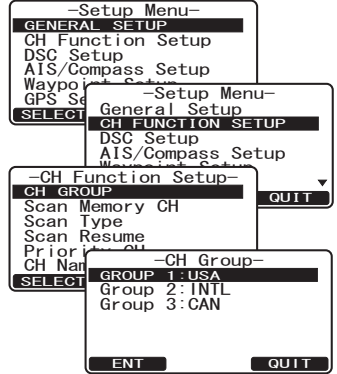 —Setup Menu—
GENERAL SETUP
CH Function Setup
DSC Setup
AIS/Compass Setup
SELECT
—Setup Menu—
General Setup
CH FUNCTION SETUP
DSC Setup
AIS/Compass Setup
QUIT
—CH Function Setup—
CH GROUP
Scan Memory CH
Scan Type
Scan Resume
SELECT
—CH Group—
GROUP 1:USA
Group 2:INTL
Group 3:CAN
ENT QUIT